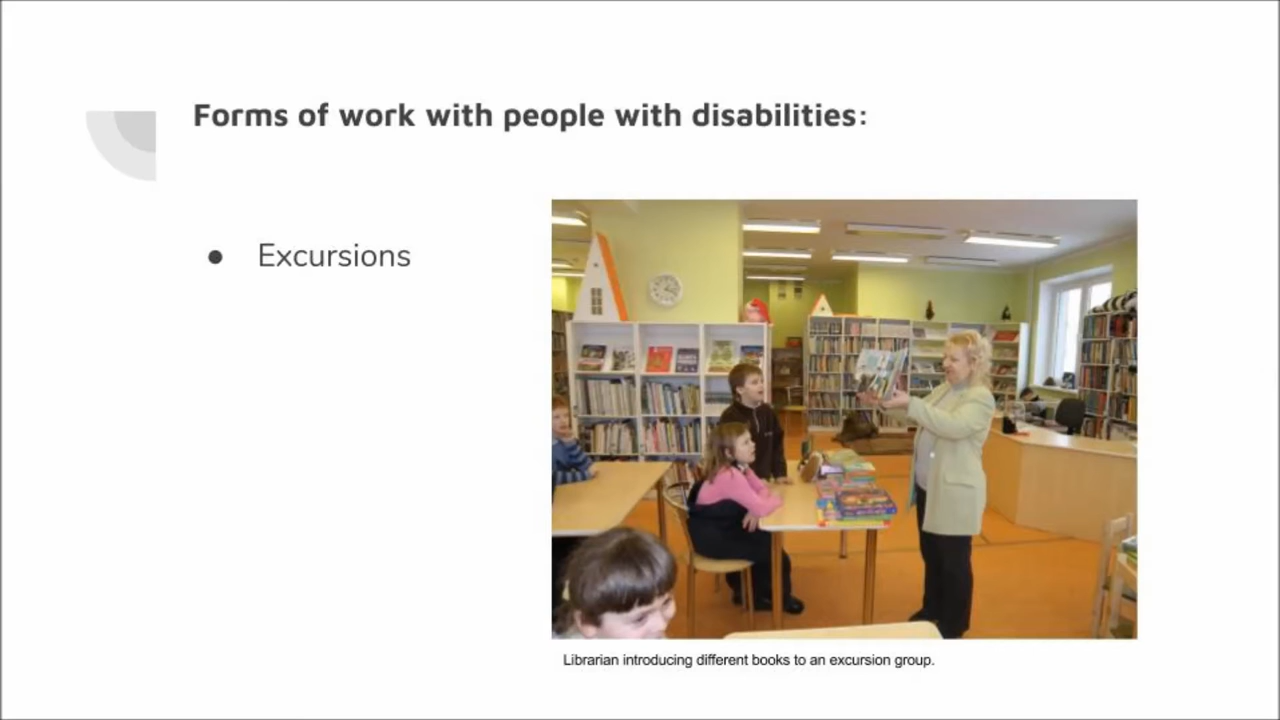 Forms of work with people with disabilities:
● Excursions
Librarian introducing different books to an excursion group.